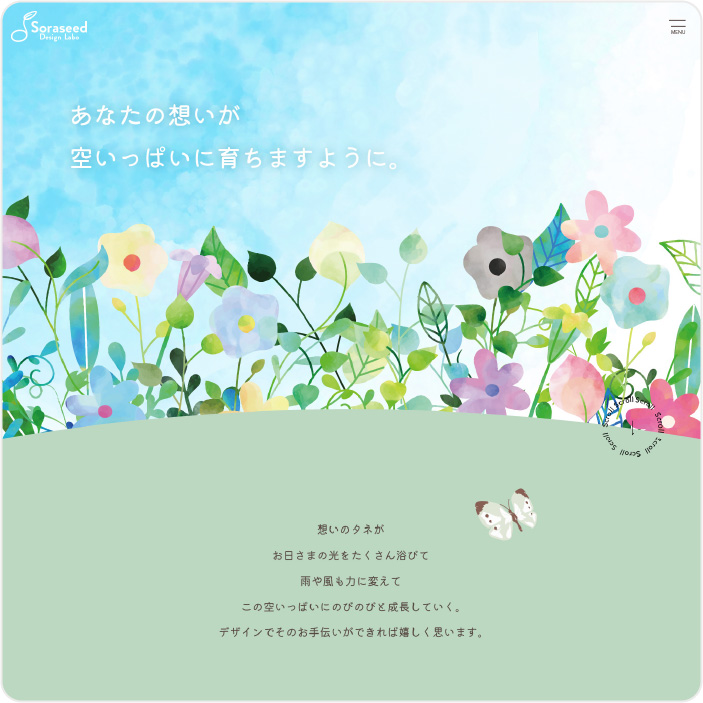 Soraseed
Design Labo
MENU
あなたの想いが
空いっぱいに育ちますように。
Scroll Scroll Scroll Scroll Scroll Scroll
想いのタネが
お日さまの光をたくさん浴びて
雨や風も力に変えて
この空いっぱいにのびのびと成長していく。
デザインでそのお手伝いができれば嬉しく思います。